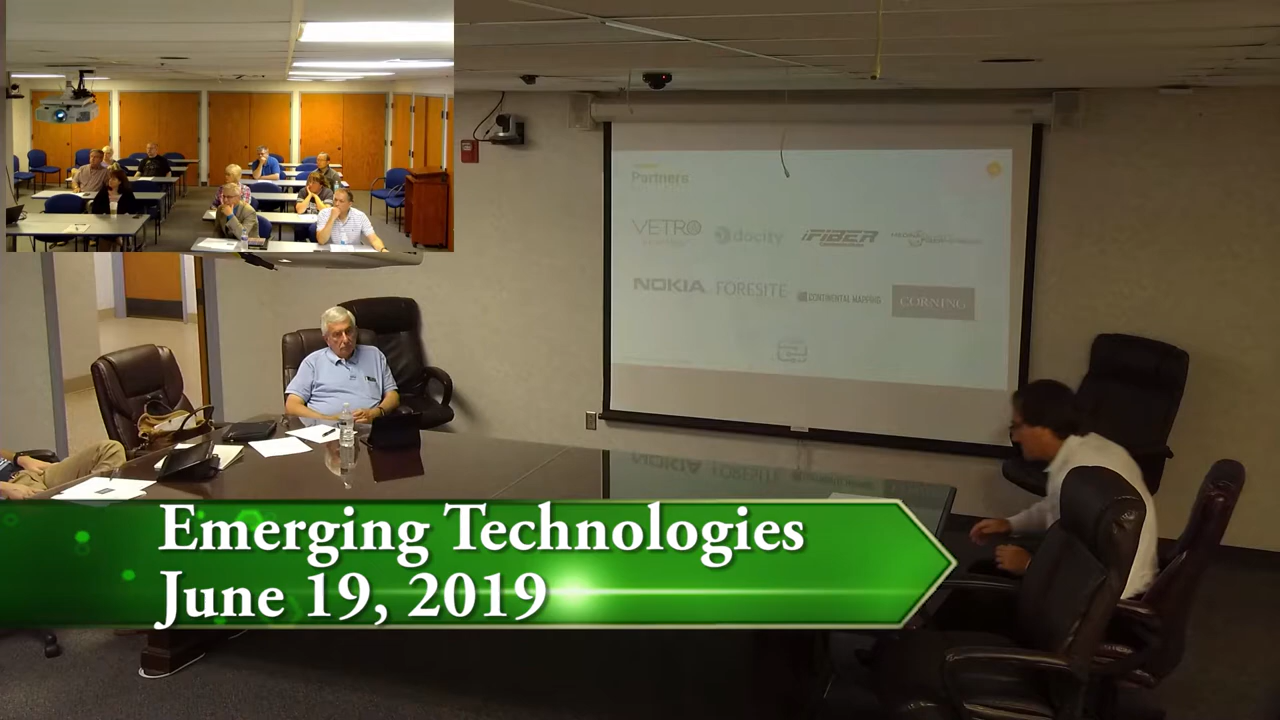 Partners
VETRO
docity
iFIBER
NOKIA
FORESITE
CONTINENTAL MAPPING
CORNING
Emerging Technologies
June 19, 2019